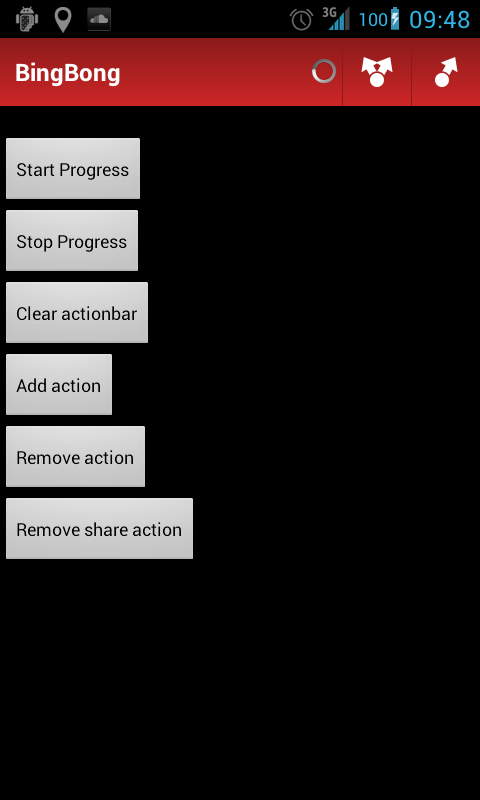 3G 100 09:48
BingBong
Start Progress
Stop Progress
Clear actionbar
Add action
Remove action
Remove share action